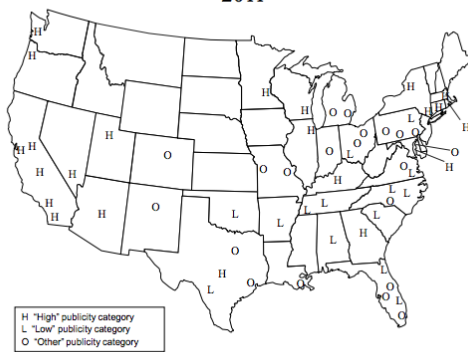 2011
H
H
H
H
H
H O O H H
L
H
H H O O O O
H H O
O O
O L
O H
H H O O L
H
L L
H L L O
H H O L L
L
H L
O
H L
L O O O
O L
L
O
H "High" publicity category
L "Low" publicity category
O "Other" publicity category